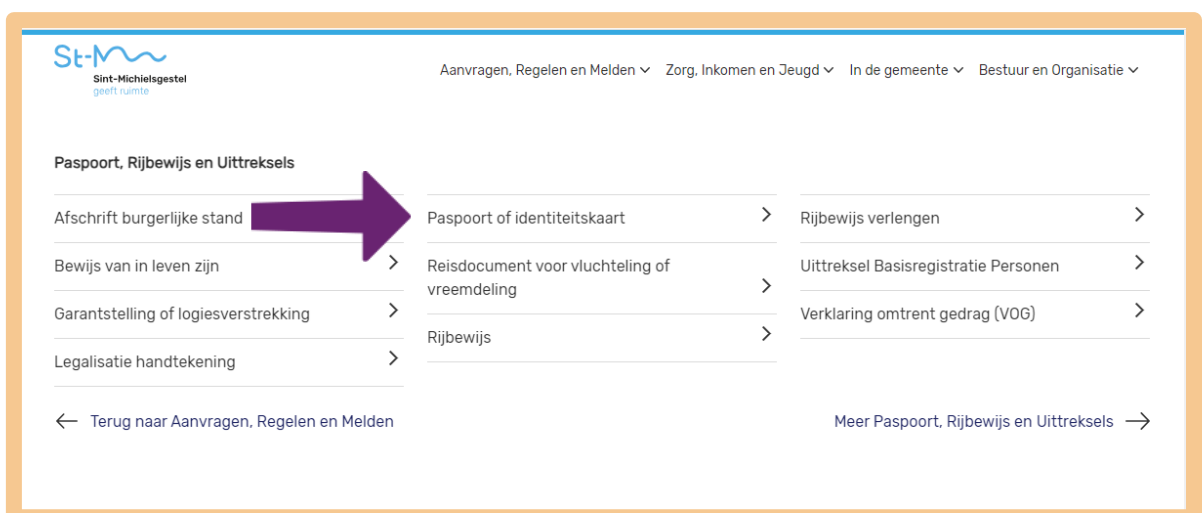 St-M
Sint-Michielsgestel
geeft ruimte
Aanvragen, Regelen en Melden
Zorg, Inkomen en Jeugd
In de gemeente
Bestuur en Organisatie
Paspoort, Rijbewijs en Uittreksels
Afschrift burgerlijke stand
Bewijs van in leven zijn
Garantstelling of logiesverstrekking
Legalisatie handtekening
Paspoort of identiteitskaart
Reisdocument voor vluchteling of
vreemdeling
Rijbewijs
Rijbewijs verlengen
Uittreksel Basisregistratie Personen
Verklaring omtrent gedrag (VOG)
Terug naar Aanvragen, Regelen en Melden
Meer Paspoort, Rijbewijs en Uittreksels